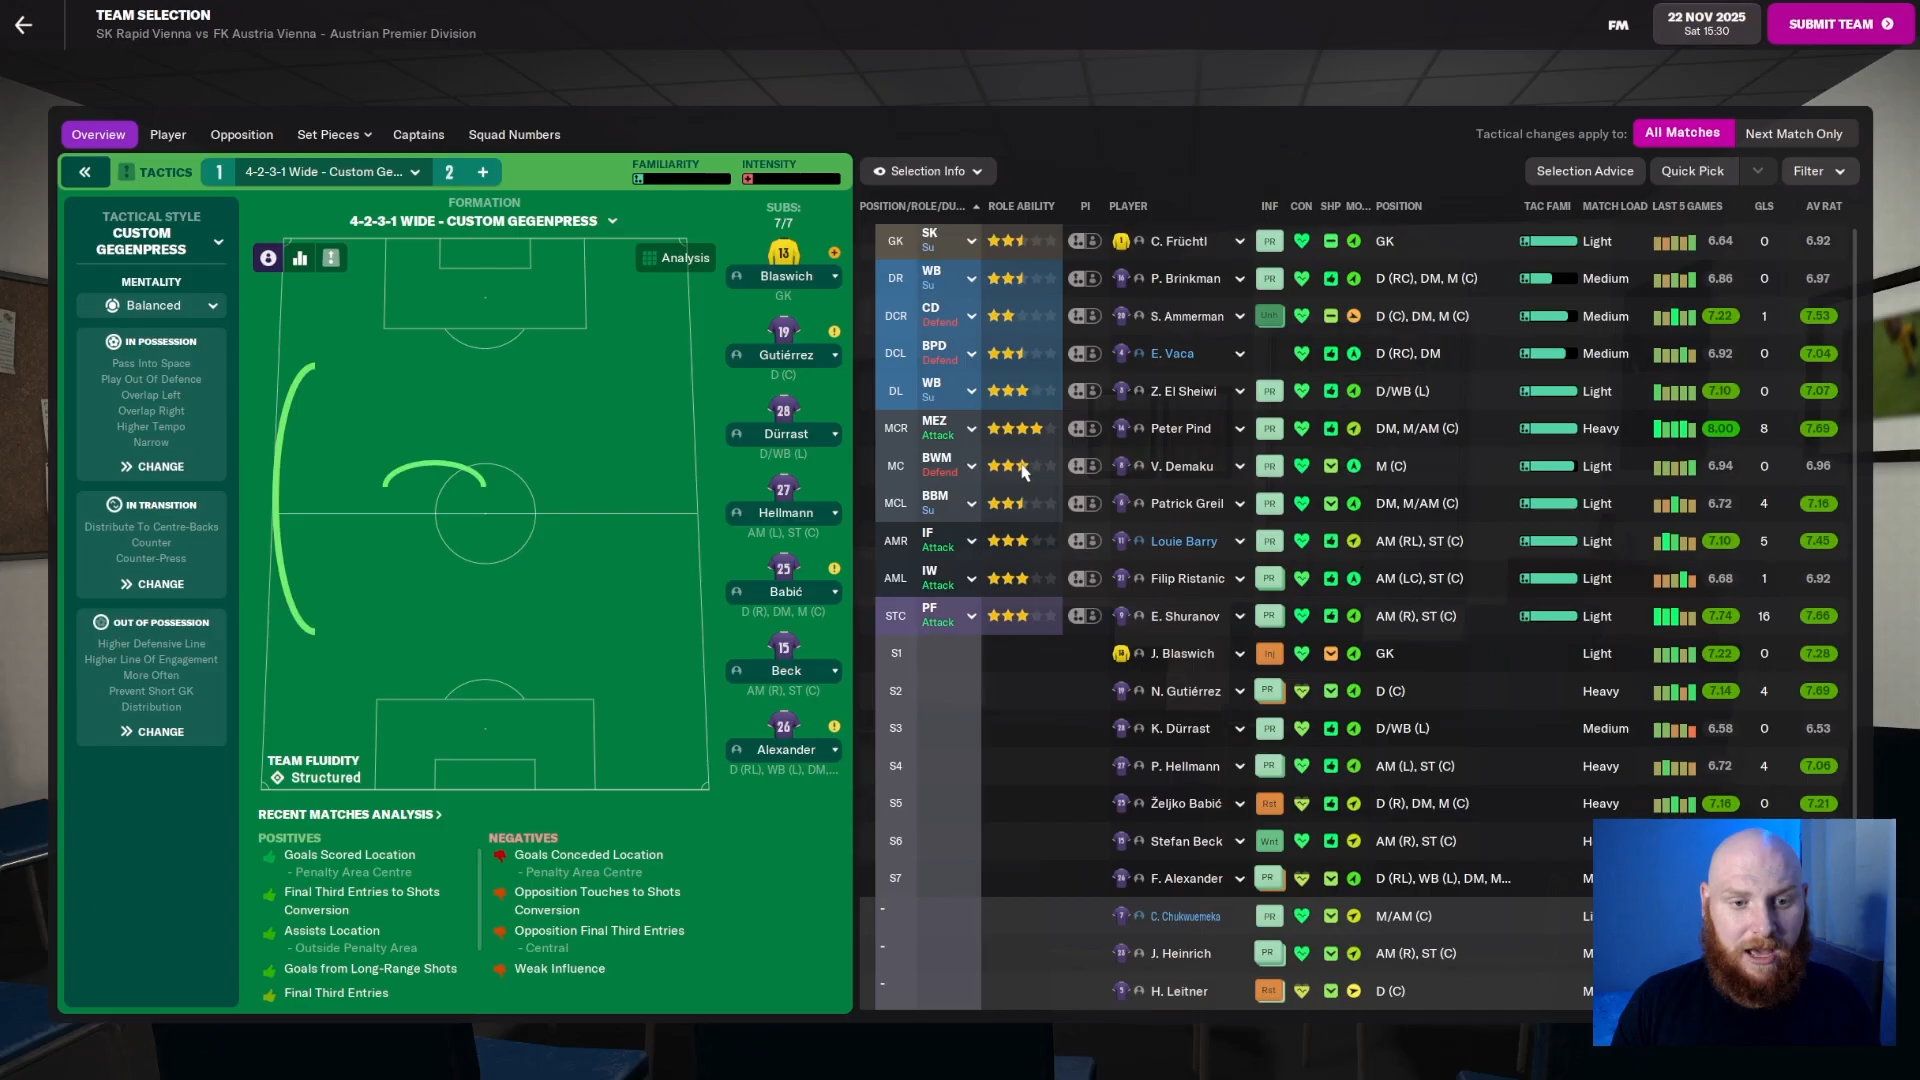 TEAM SELECTION
SK Rapid Vienna vs FK Austria Vienna - Austrian Premier Division
FM
22 NOV 2025
Sat 15:30
SUBMIT TEAM
Overview
Player
Opposition
Set Pieces
Captains
Squad Numbers
Tactical changes apply to:
All Matches
Next Match Only
TACTICS
1
4-2-3-1 Wide - Custom Ge...
2
+
FAMILIARITY
INTENSITY
Selection Info
Selection Advice
Quick Pick
Filter
TACTICAL STYLE
CUSTOM
GEGENPRESS
MENTALITY
Balanced
IN POSSESSION
Pass Into Space
Play Out Of Defence
Overlap Left
Overlap Right
Higher Tempo
Narrow
CHANGE
IN TRANSITION
Distribute To Centre-Backs
Counter
Counter-Press
CHANGE
OUT OF POSSESSION
Higher Defensive Line
Higher Line Of Engagement
More Often
Prevent Short GK
Distribution
CHANGE
FORMATION
4-2-3-1 WIDE - CUSTOM GEGENPRESS
Analysis
TEAM FLUIDITY
Structured
SUBS:
7/7
13
Blaswich
GK
19
Gutiérrez
D (C)
28
Dürrast
D/WB (L)
27
Hellmann
AM (L), ST (C)
25
Babić
D (R), DM, M (C)
15
Beck
AM (R), ST (C)
26
Alexander
D (RL), WB (L), DM,...
RECENT MATCHES ANALYSIS
POSITIVES
Goals Scored Location
- Penalty Area Centre
Final Third Entries to Shots
Conversion
Assists Location
- Outside Penalty Area
Goals from Long-Range Shots
Final Third Entries
NEGATIVES
Goals Conceded Location
- Penalty Area Centre
Opposition Touches to Shots
Conversion
Opposition Final Third Entries
- Central
Weak Influence
POSITION/ROLE/DU... ROLE ABILITY PI PLAYER INF CON SHP MO... POSITION TAC FAMI MATCH LOAD LAST 5 GAMES GLS AV RAT
GK SK Su C. Früchtl PR GK Light 6.64 0 6.92
DR WB Su P. Brinkman PR D (RC), DM, M (C) Medium 6.86 0 6.97
DCR CD Defend S. Ammerman Unh D (C), DM, M (C) Medium 7.22 1 7.53
DCL BPD Defend E. Vaca D (RC), DM Medium 6.92 0 7.04
DL WB Su Z. El Sheiwi PR D/WB (L) Light 7.10 0 7.07
MCR MEZ Attack Peter Pind PR DM, M/AM (C) Heavy 8.00 8 7.69
MC BWM Defend V. Demaku PR M (C) Light 6.94 0 6.96
MCL BBM Su Patrick Greil PR DM, M/AM (C) Light 6.72 4 7.16
AMR IF Attack Louie Barry PR AM (RL), ST (C) Light 7.10 5 7.45
AML IW Attack Filip Ristanic PR AM (LC), ST (C) Light 6.68 1 6.92
STC PF Attack E. Shuranov PR AM (R), ST (C) Light 7.74 16 7.66
S1 J. Blaswich Inj GK Light 7.22 0 7.28
S2 N. Gutiérrez PR D (C) Heavy 7.14 4 7.69
S3 K. Dürrast PR D/WB (L) Medium 6.58 0 6.53
S4 P. Hellmann PR AM (L), ST (C) Heavy 6.72 4 7.06
S5 Željko Babić Rst D (R), DM, M (C) Heavy 7.16 0 7.21
S6 Stefan Beck Wnt AM (R), ST (C) H
S7 F. Alexander PR D (RL), WB (L), DM, M... M
- C. Chukwuemeka PR M/AM (C) Li
- J. Heinrich PR AM (R), ST (C) M
- H. Leitner Rst D (C) M